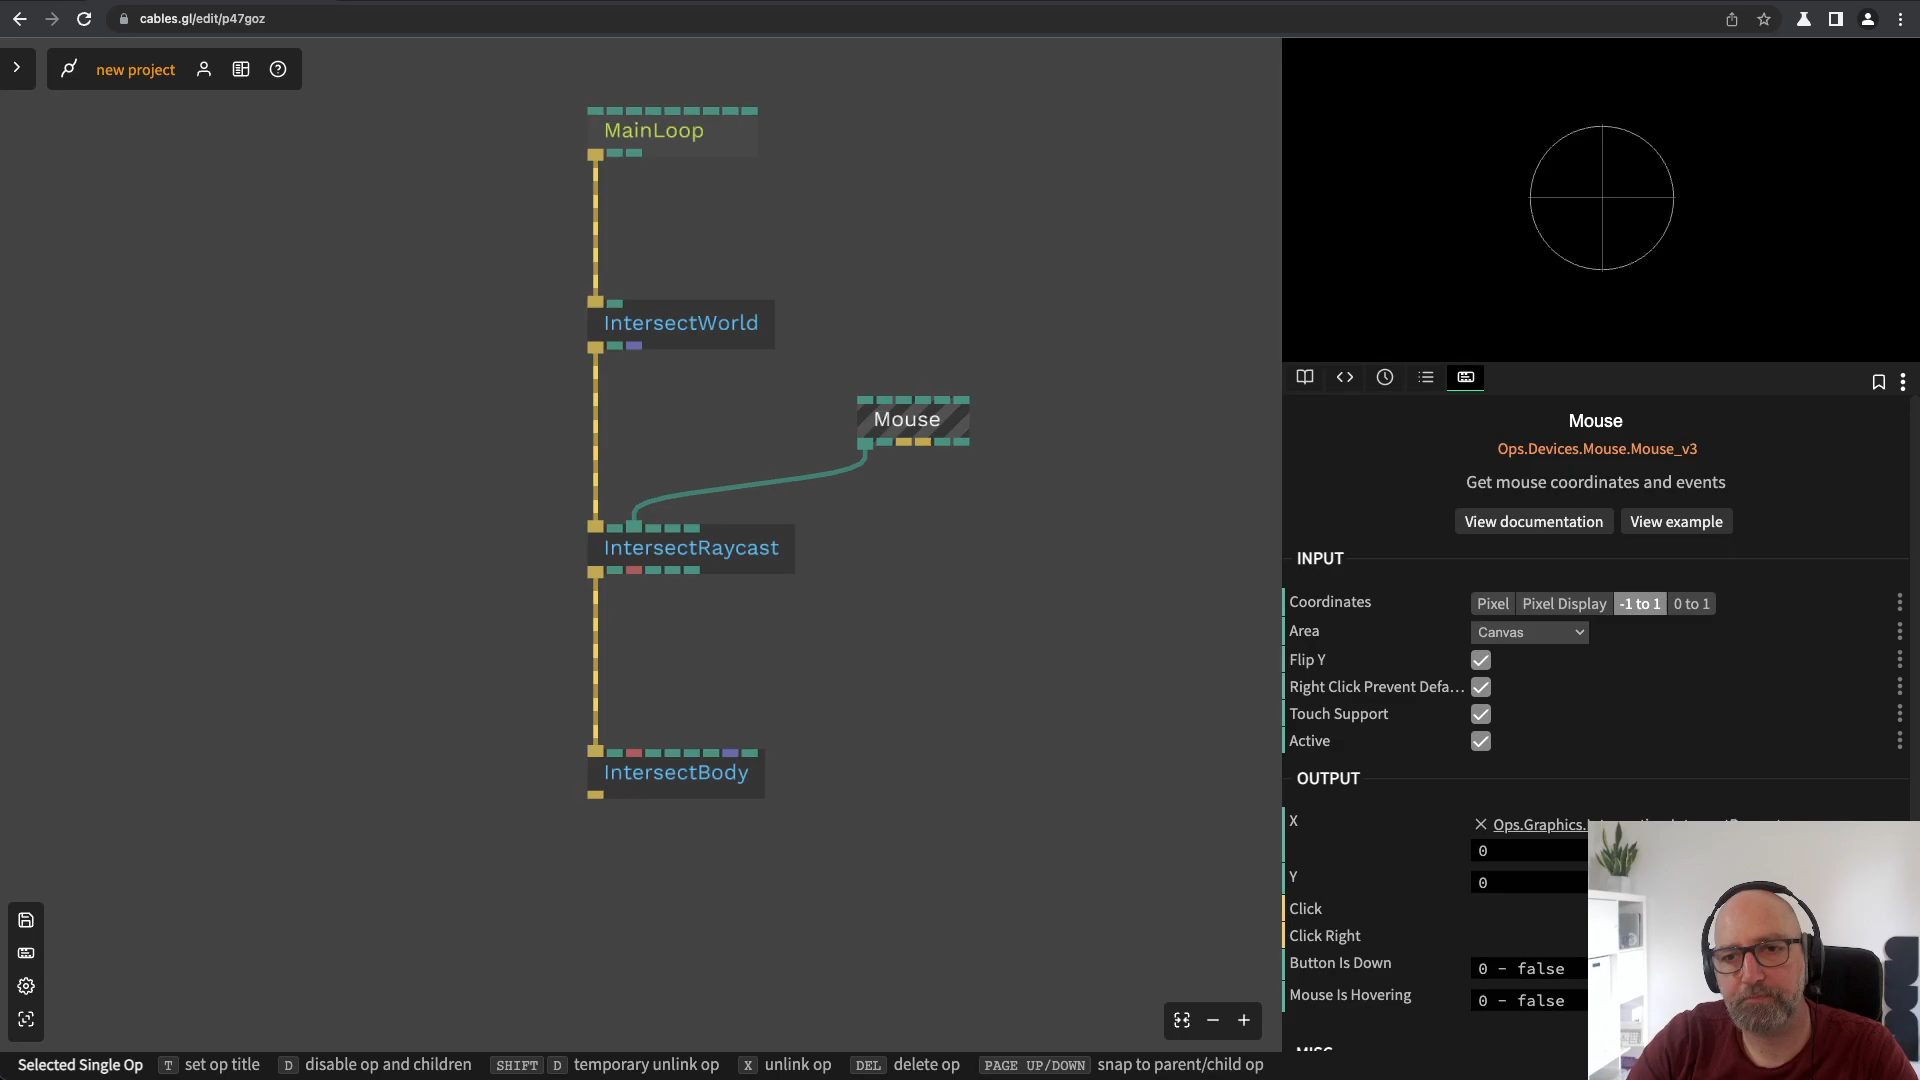 cables.gl/edit/p47goz
new project
MainLoop
IntersectWorld
Mouse
IntersectRaycast
IntersectBody
Mouse
Ops.Devices.Mouse.Mouse_v3
Get mouse coordinates and events
View documentation View example
INPUT
Coordinates Pixel Pixel Display -1 to 1 0 to 1
Area Canvas
Flip Y
Right Click Prevent Defa...
Touch Support
Active
OUTPUT
X Ops.Graphics.
0
Y 0
Click
Click Right
Button Is Down 0 - false
Mouse Is Hovering 0 - false
Selected Single Op T set op title D disable op and children SHIFT D temporary unlink op X unlink op DEL delete op PAGE UP/DOWN snap to parent/child op